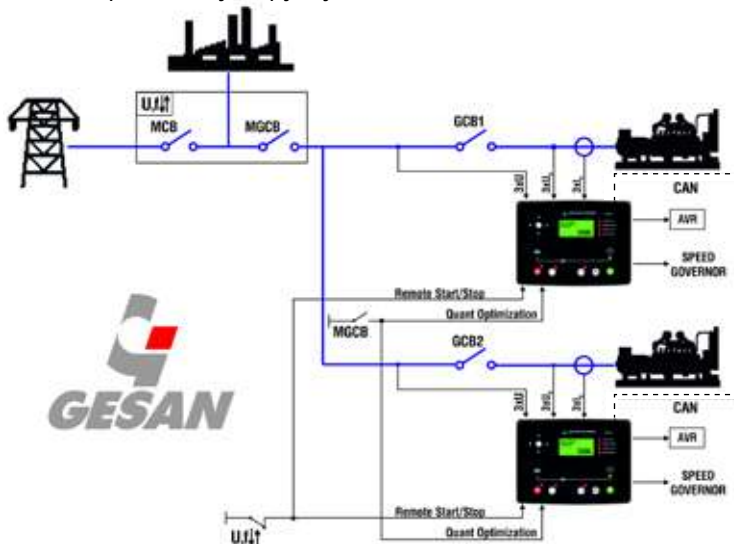 U,f↓↑
MCB
MGCB
GCB1
3xU
3xU
3xI
CAN
AVR
SPEED
GOVERNOR
Remote Start/Stop
Quant Optimization
MGCB
GCB2
GESAN
3xU
3xU
3xI
CAN
AVR
SPEED
GOVERNOR
Remote Start/Stop
Quant Optimization
U,f↓↑